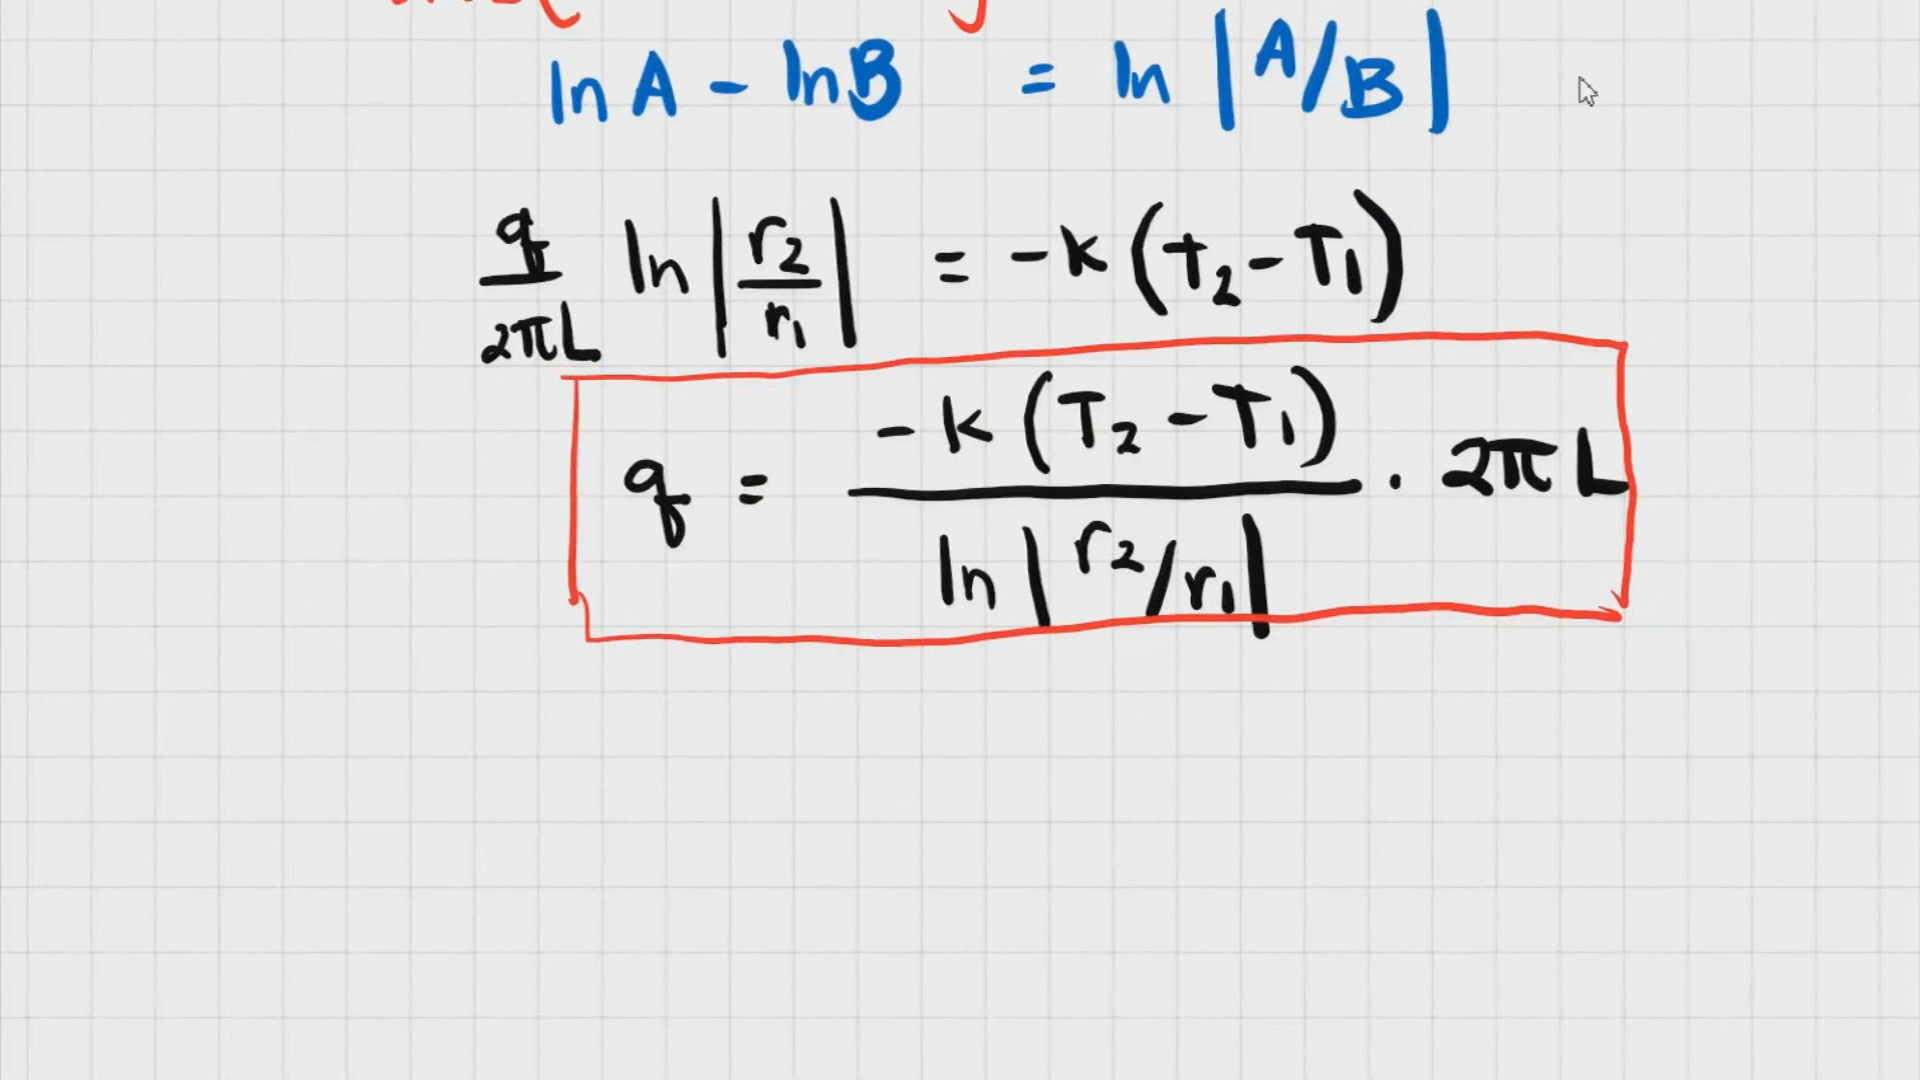 ln A - ln B = ln |A/B|
q/2πL ln |r2/r1| = -k (T2 - T1)
q = -k (T2 - T1)/ln |r2/r1| · 2πL